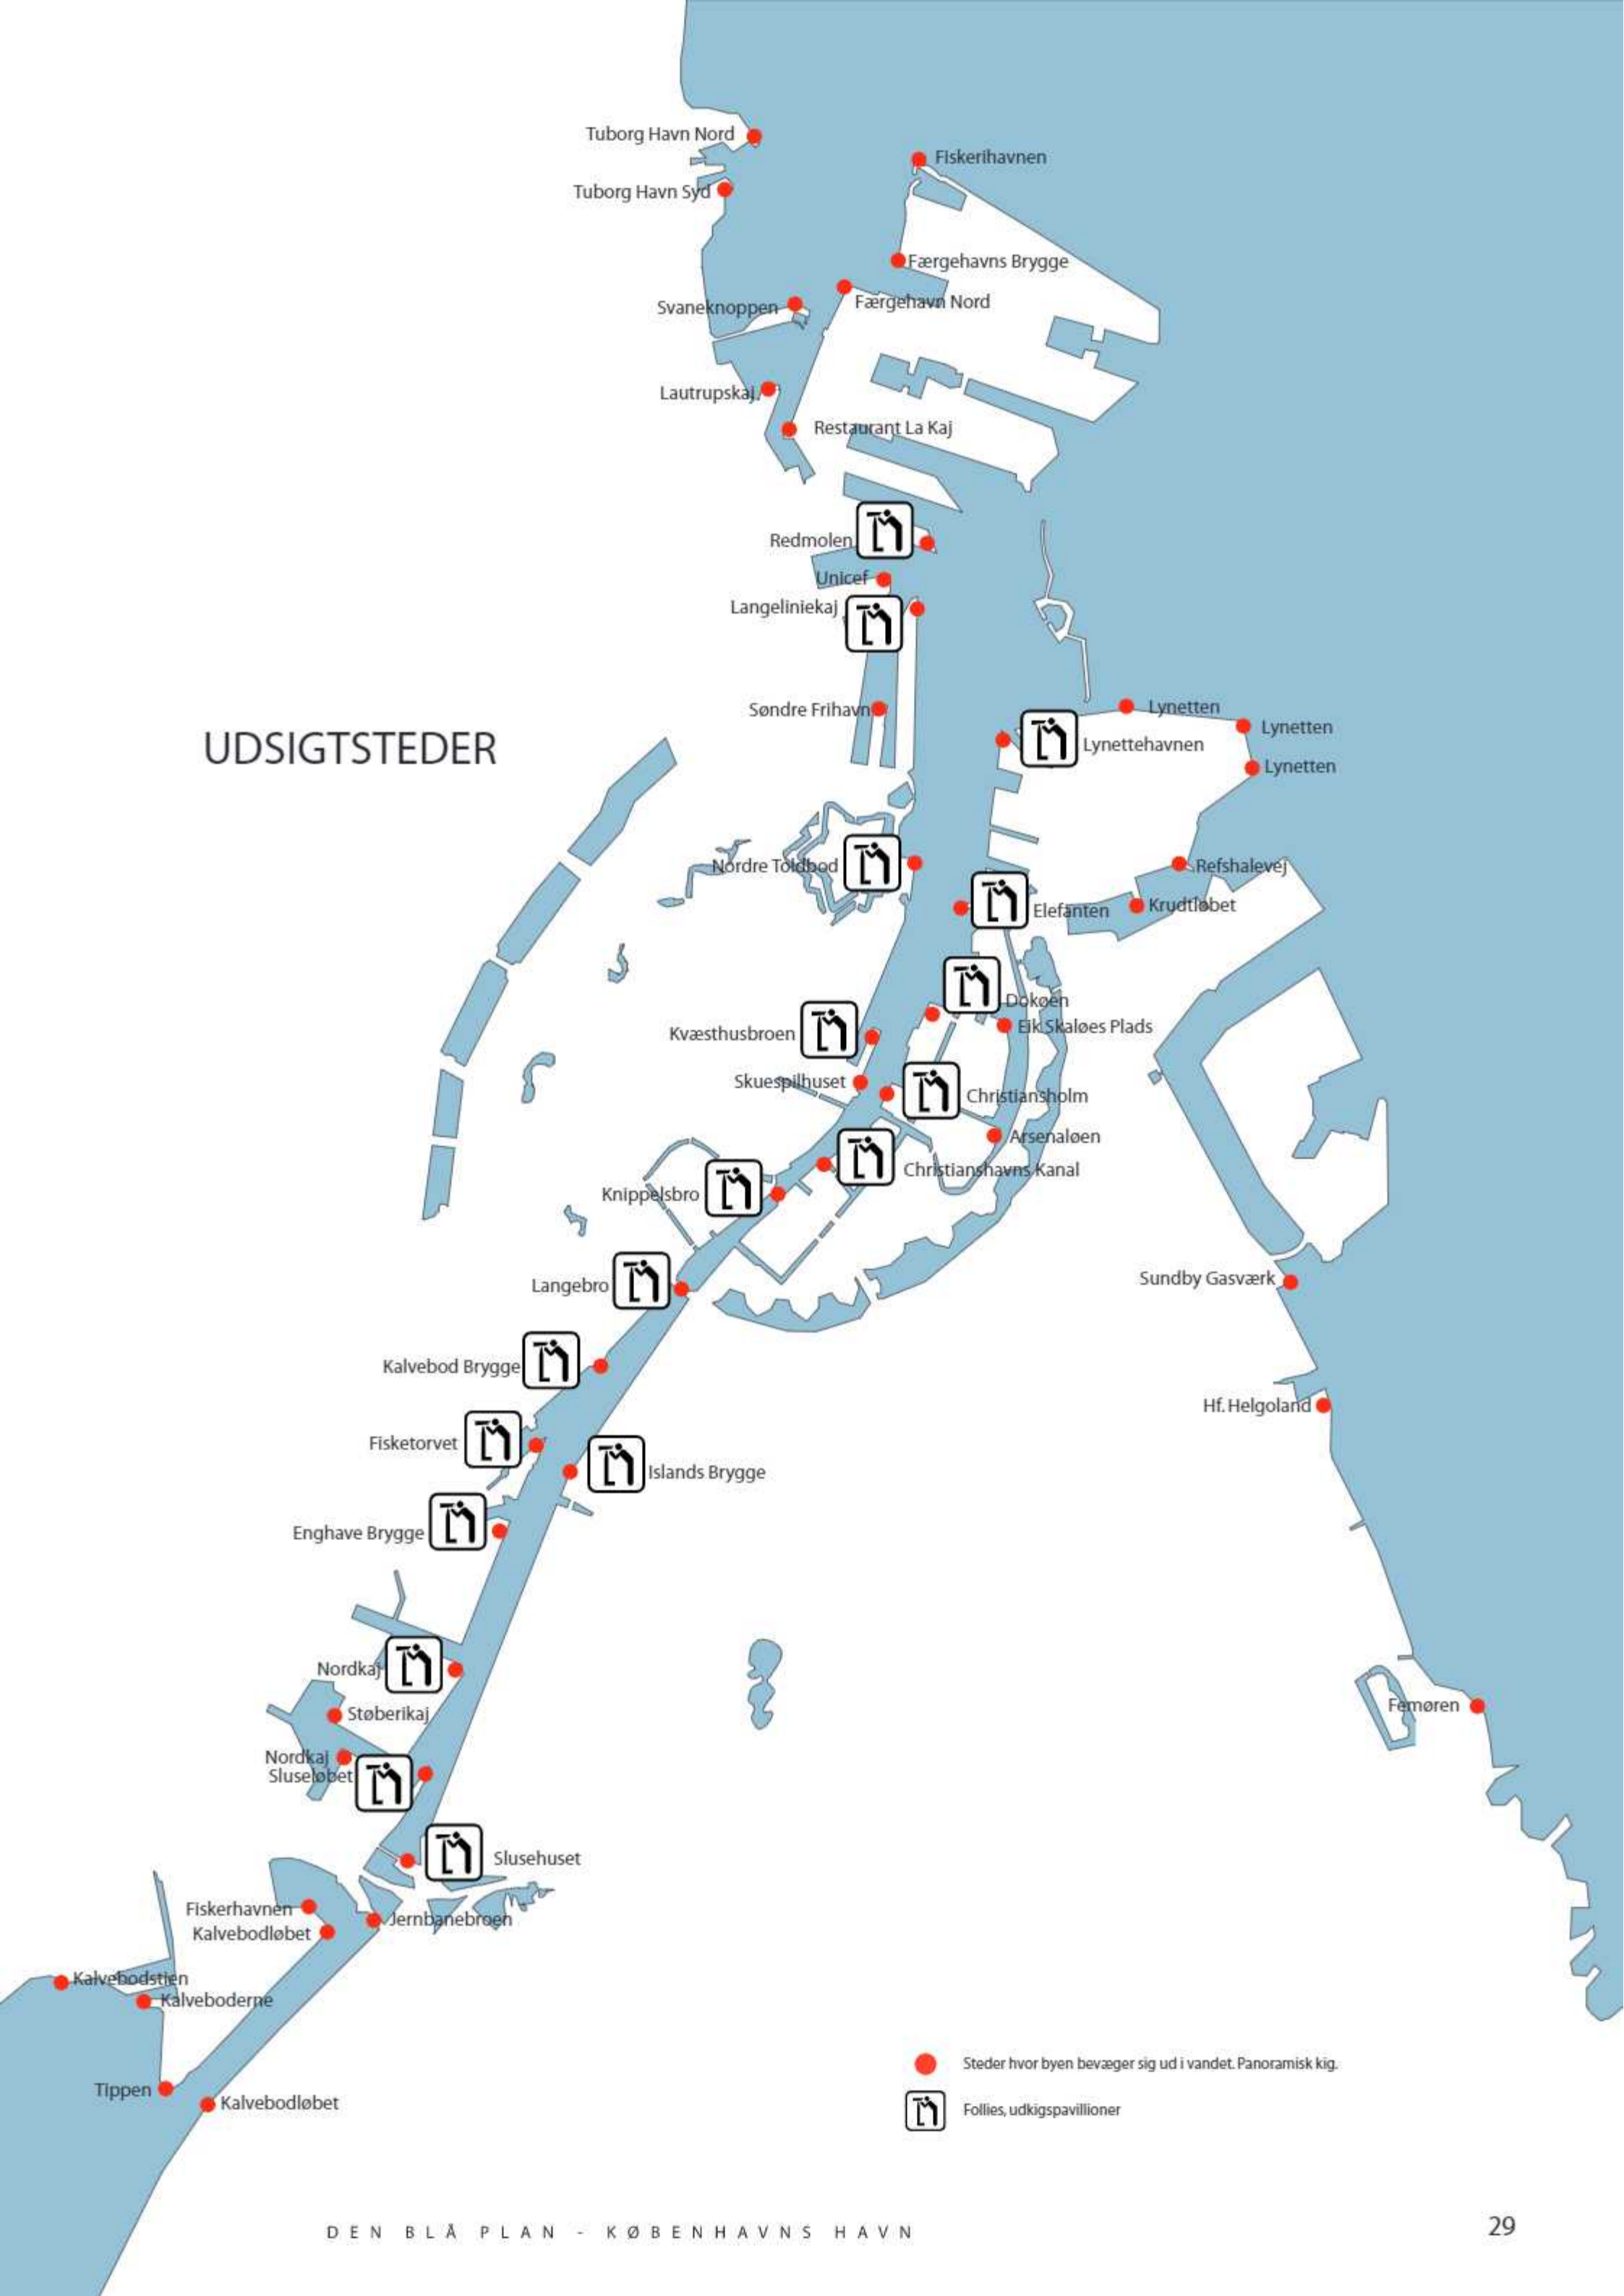 Tuborg Havn Nord
Fiskerihavnen
Tuborg Havn Syd
Færgehavns Brygge
Svaneknoppen
Færgehavn Nord
Lautrupskaj
Restaurant La Kaj
Redmolen
Unicef
Langeliniekaj
Søndre Frihavn
Lynetten
Lynetten
Lynettehavnen
Lynetten
UDSIGTSTEDER
Nordre Toldbod
Refshalevej
Elefanten
Krudtløbet
Dokøen
Kvæsthusbroen
Eik Skaløes Plads
Skuespilhuset
Christiansholm
Arsenaløen
Christianshavns Kanal
Knippelsbro
Langebro
Sundby Gasværk
Kalvebod Brygge
Hf. Helgoland
Fisketorvet
Islands Brygge
Enghave Brygge
Nordkaj
Støberikaj
Femøren
Nordkaj
Sluseløbet
Slusehuset
Fiskerhavnen
Jernbanebroen
Kalvebodløbet
Kalvebodstien
Kalveboderne
Tippen
Kalvebodløbet
Steder hvor byen bevæger sig ud i vandet. Panoramisk kig.
Follies, udkigspavillioner
DEN BLÅ PLAN - KØBENHAVNS HAVN
29